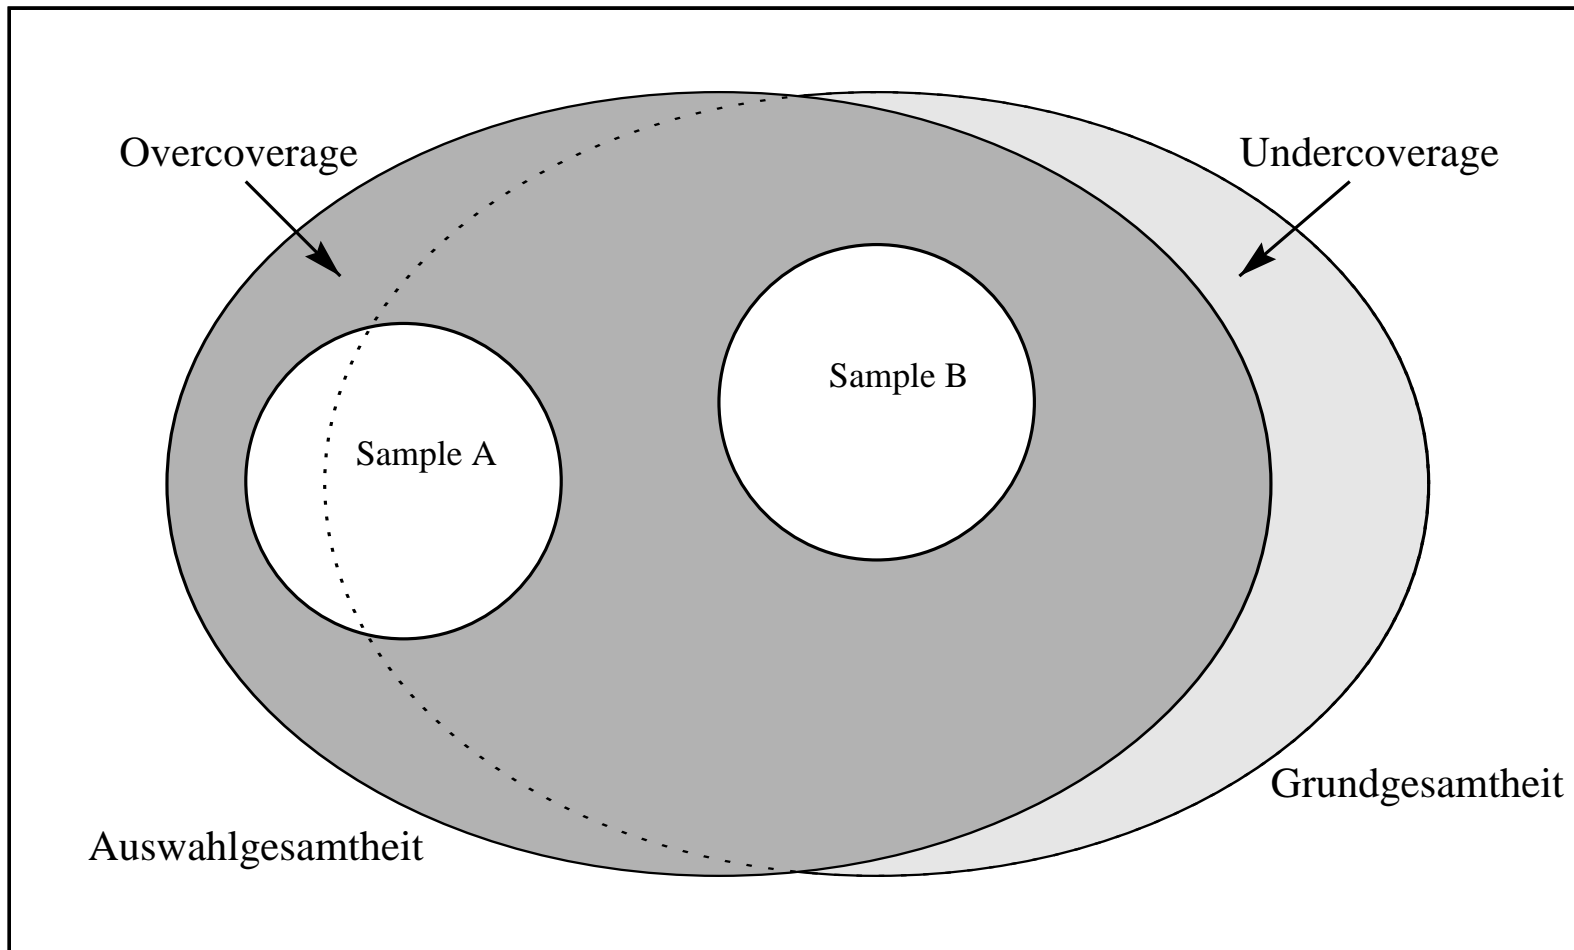 Overcoverage
Undercoverage
Sample B
Sample A
Grundgesamtheit
Auswahlgesamtheit